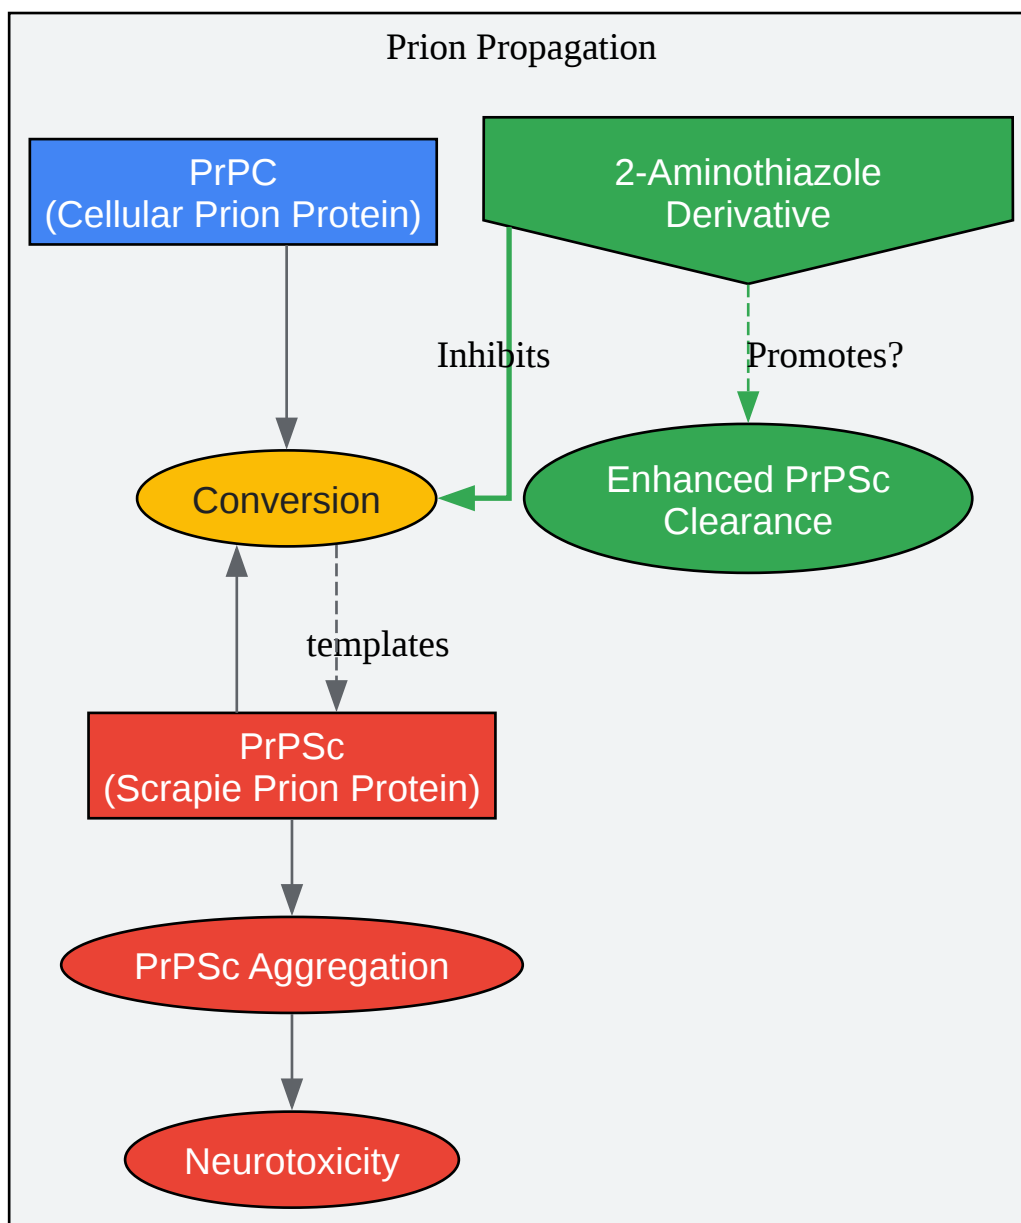 Prion Propagation
PrPC
(Cellular Prion Protein)
2-Aminothiazole
Derivative
Inhibits
Promotes?
Conversion
Enhanced PrPSc
Clearance
templates
PrPSc
(Scrapie Prion Protein)
PrPSc Aggregation
Neurotoxicity